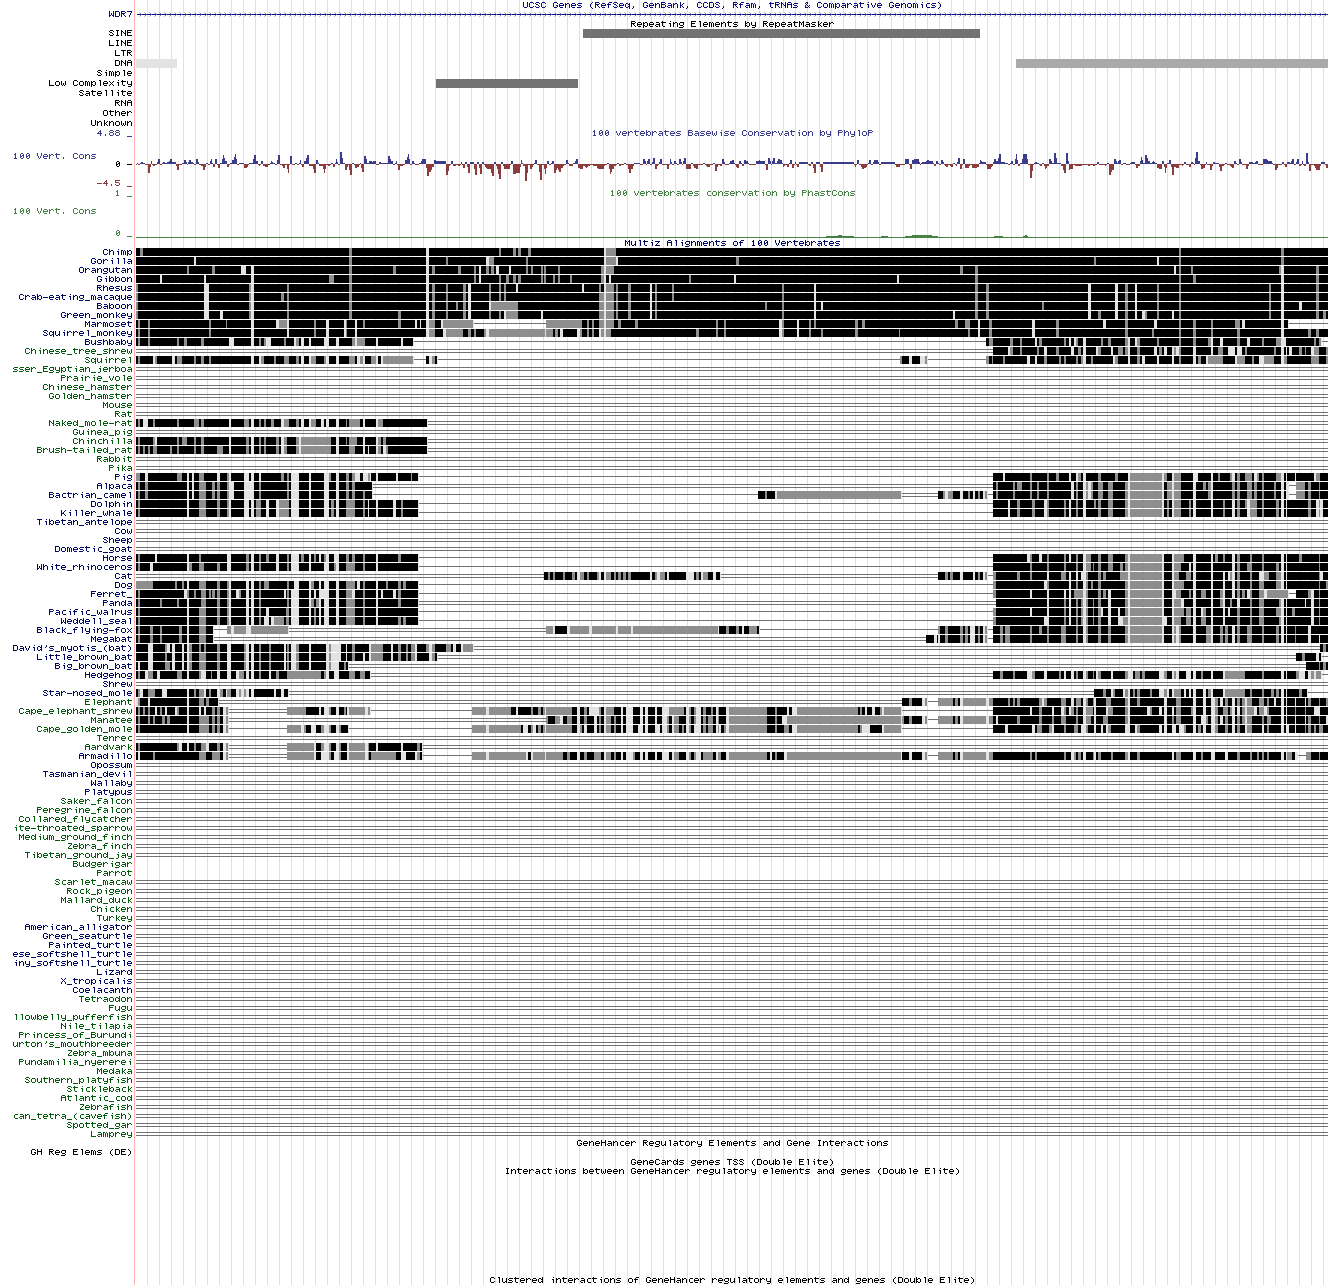 UCSC Genes (RefSeq, GenBank, CCDS, Rfam, tRNAs & Comparative Genomics)
WDR7
Repeating Elements by RepeatMasker
SINE
LINE
LTR
DNA
Simple
Low Complexity
Satellite
RNA
Other
Unknown
4.88 _
100 vertebrates Basewise Conservation by PhyloP
100 Vert. Cons
0 _
-4.5 _
1 _
100 vertebrates conservation by PhastCons
100 Vert. Cons
0 _
Multiz Alignments of 100 Vertebrates
Chimp
Gorilla
Orangutan
Gibbon
Rhesus
Crab-eating_macaque
Baboon
Green_monkey
Marmoset
Squirrel_monkey
Bushbaby
Chinese_tree_shrew
Squirrel
sser_Egyptian_jerboa
Prairie_vole
Chinese_hamster
Golden_hamster
Mouse
Rat
Naked_mole-rat
Guinea_pig
Chinchilla
Brush-tailed_rat
Rabbit
Pika
Pig
Alpaca
Bactrian_camel
Dolphin
Killer_whale
Tibetan_antelope
Cow
Sheep
Domestic_goat
Horse
White_rhinoceros
Cat
Dog
Ferret_
Panda
Pacific_walrus
Weddell_seal
Black_flying-fox
Megabat
David's_myotis_(bat)
Little_brown_bat
Big_brown_bat
Hedgehog
Shrew
Star-nosed_mole
Elephant
Cape_elephant_shrew
Manatee
Cape_golden_mole
Tenrec
Aardvark
Armadillo
Opossum
Tasmanian_devil
Wallaby
Platypus
Saker_falcon
Peregrine_falcon
Collared_flycatcher
ite-throated_sparrow
Medium_ground_finch
Zebra_finch
Tibetan_ground_jay
Budgerigar
Parrot
Scarlet_macaw
Rock_pigeon
Mallard_duck
Chicken
Turkey
American_alligator
Green_seaturtle
Painted_turtle
ese_softshell_turtle
iny_softshell_turtle
Lizard
X_tropicalis
Coelacanth
Tetraodon
Fugu
llowbelly_pufferfish
Nile_tilapia
Princess_of_Burundi
urton's_mouthbreeder
Zebra_mbuna
Pundamilia_nyererei
Medaka
Southern_platyfish
Stickleback
Atlantic_cod
Zebrafish
can_tetra_(cavefish)
Spotted_gar
Lamprey
GeneHancer Regulatory Elements and Gene Interactions
GH Reg Elems (DE)
GeneCards genes TSS (Double Elite)
Interactions between GeneHancer regulatory elements and genes (Double Elite)
Clustered interactions of GeneHancer regulatory elements and genes (Double Elite)